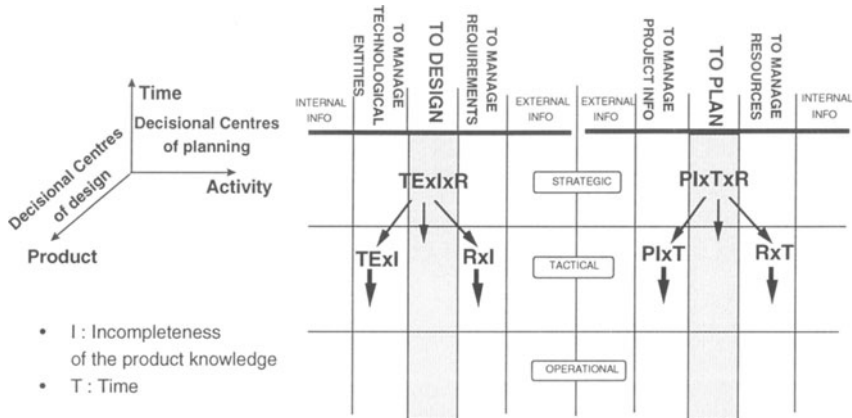 Time
Decisional Centres
of planning
Activity
Decisional Centres
of design
Product
• I : Incompleteness
of the product knowledge
• T : Time
INTERNAL
INFO
TO MANAGE
TECHNOLOGICAL
ENTITIES
TO DESIGN
TO MANAGE
REQUIREMENTS
EXTERNAL
INFO
EXTERNAL
INFO
TO MANAGE
PROJECT INFO
TO PLAN
TO MANAGE
RESOURCES
INTERNAL
INFO
TExIxR
STRATEGIC
PIxTxR
TExI
RxI
TACTICAL
PIxT
RxT
OPERATIONAL